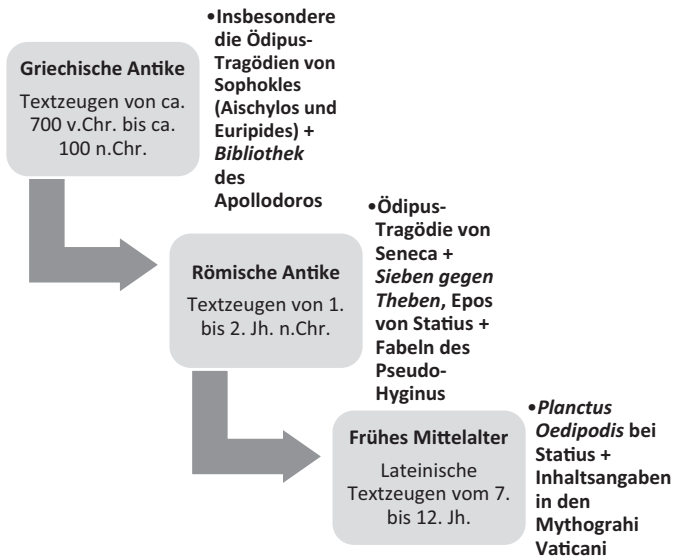 Griechische Antike
Textzeugen von ca.
700 v.Chr. bis ca.
100 n.Chr.
•Insbesondere
die Ödipus-
Tragödien von
Sophokles
(Aischylos und
Euripides) +
Bibliothek
des
Apollodoros
Römische Antike
Textzeugen von 1.
bis 2. Jh. n.Chr.
•Ödipus-
Tragödie von
Seneca +
Sieben gegen
Theben, Epos
von Statius +
Fabeln des
Pseudo-
Hyginus
Frühes Mittelalter
Lateinische
Textzeugen vom 7.
bis 12. Jh.
•Planctus
Oedipodis bei
Statius +
Inhaltsangaben
in den
Mythograhi
Vaticani